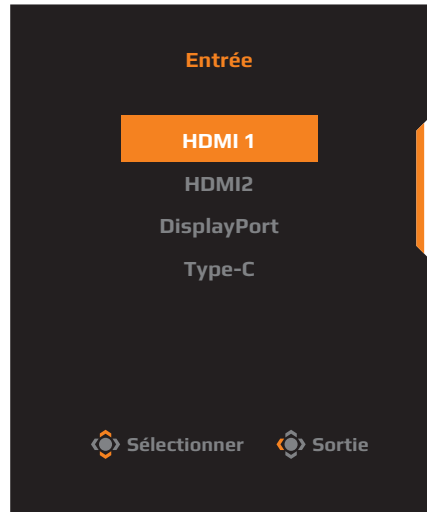 Entrée
HDMI 1
HDMI2
DisplayPort
Type-C
Sélectionner Sortie